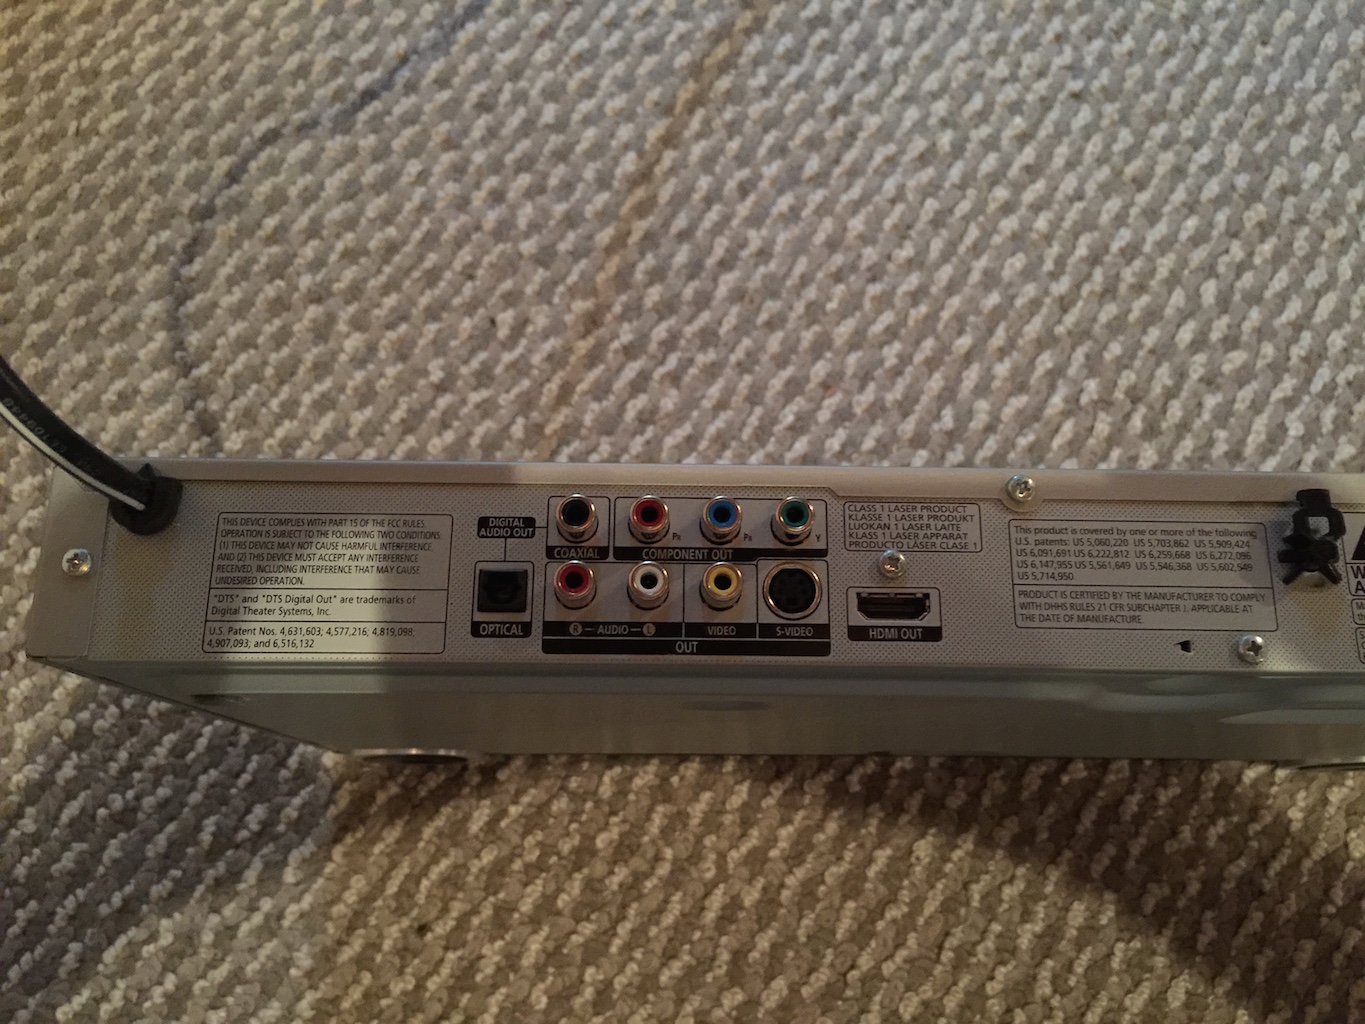 THIS DEVICE COMPLIES WITH PART 15 OF THE FCC RULES.
OPERATION IS SUBJECT TO THE FOLLOWING TWO CONDITIONS:
(1) THIS DEVICE MAY NOT CAUSE HARMFUL INTERFERENCE,
AND (2) THIS DEVICE MUST ACCEPT ANY INTERFERENCE
RECEIVED, INCLUDING INTERFERENCE THAT MAY CAUSE
UNDESIRED OPERATION.
"DTS" and "DTS Digital Out" are trademarks of
Digital Theater Systems, Inc.
U.S. Patent Nos. 4,631,603; 4,577,216; 4,819,098;
4,907,093; and 6,516,132
DIGITAL
AUDIO OUT
COAXIAL
OPTICAL
PR
PB
Y
COMPONENT OUT
R AUDIO L
VIDEO
S-VIDEO
OUT
CLASS 1 LASER PRODUCT
KLASSE 1 LASER PRODUKT
LUOKAN 1 LASER LAITE
KLASS 1 LASER APPARAT
PRODUCTO LASER CLASE 1
HDMI OUT
This product is covered by one or more of the following
U.S. patents: US 5,060,220 US 5,703,862 US 5,909,424
US 6,091,691 US 6,222,812 US 6,259,668 US 6,272,096
US 6,147,955 US 5,561,649 US 5,546,368 US 5,602,549
US 5,714,950
PRODUCT IS CERTIFIED BY THE MANUFACTURER TO COMPLY
WITH DHHS RULES 21 CFR SUBCHAPTER J. APPLICABLE AT
THE DATE OF MANUFACTURE.